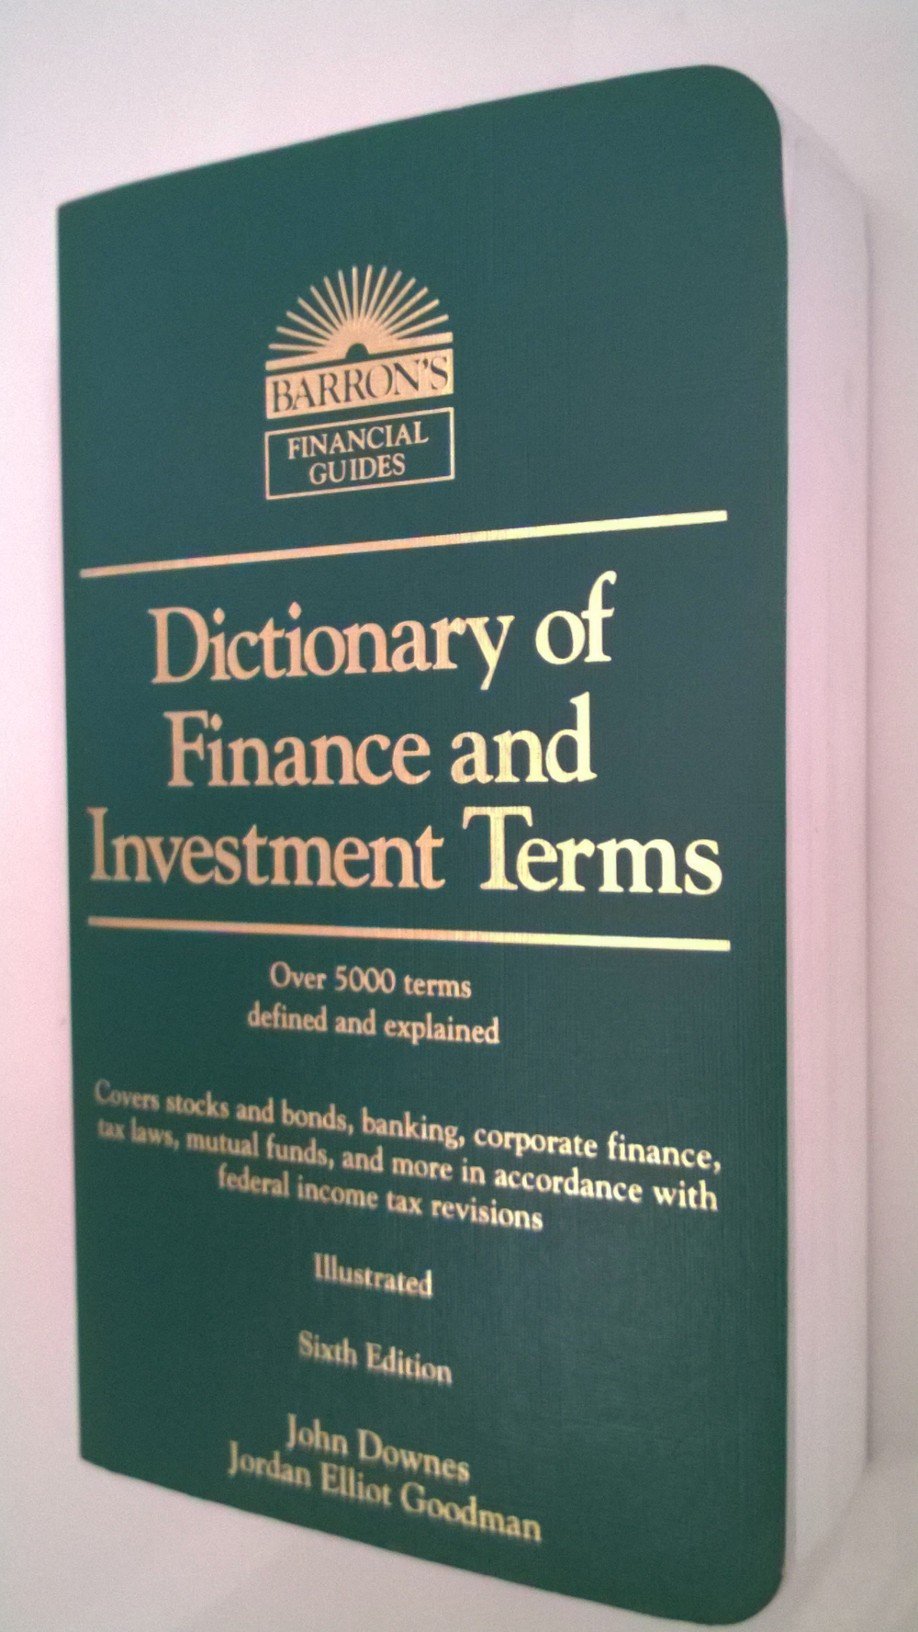 BARRON'S
FINANCIAL
GUIDES
Dictionary of
Finance and
Investment Terms
Over 5000 terms
defined and explained
Covers stocks and bonds, banking, corporate finance,
tax laws, mutual funds, and more in accordance with
federal income tax revisions
Illustrated
Sixth Edition
John Downes
Jordan Elliot Goodman